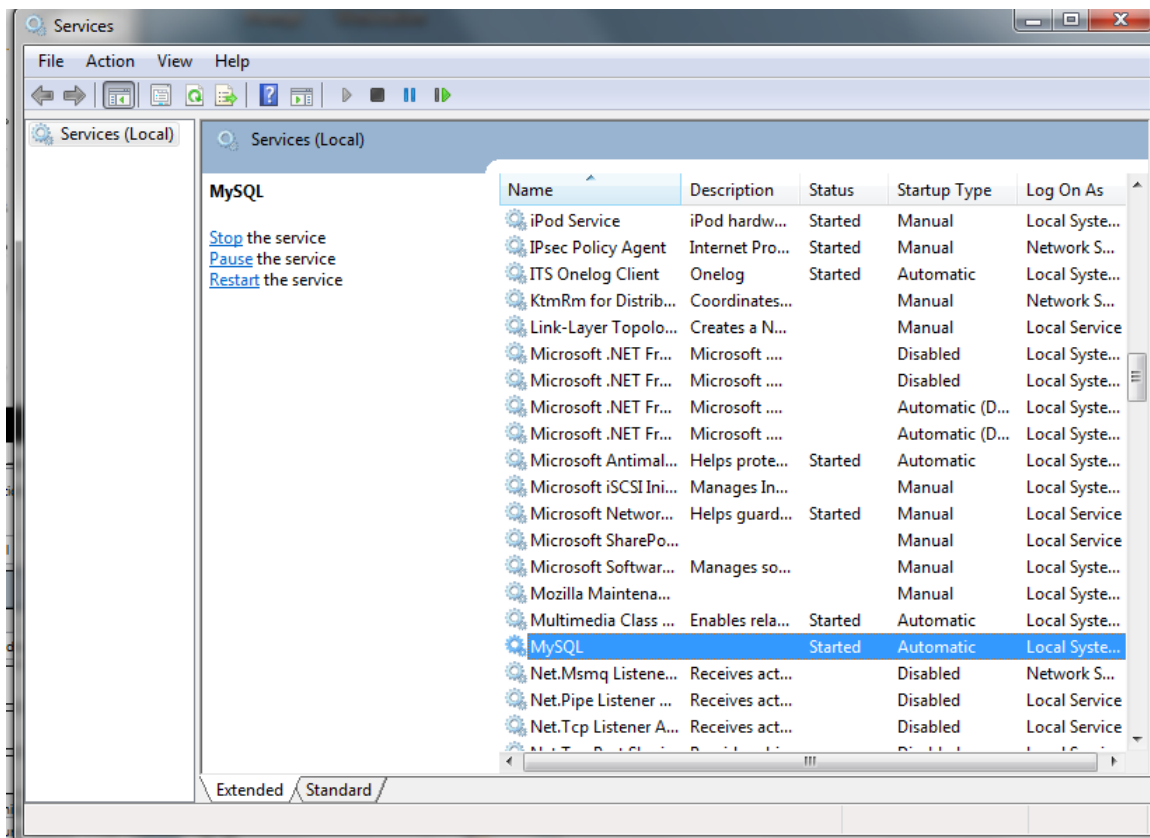 Services
File Action View Help
Services (Local)
Services (Local)
MySQL
Stop the service
Pause the service
Restart the service
Name Description Status Startup Type Log On As
iPod Service iPod hardw... Started Manual Local Syste...
IPsec Policy Agent Internet Pro... Started Manual Network S...
ITS Onelog Client Onelog Started Automatic Local Syste...
KtmRm for Distrib... Coordinates... Manual Network S...
Link-Layer Topolo... Creates a N... Manual Local Service
Microsoft .NET Fr... Microsoft .... Disabled Local Syste...
Microsoft .NET Fr... Microsoft .... Disabled Local Syste...
Microsoft .NET Fr... Microsoft .... Automatic (D... Local Syste...
Microsoft .NET Fr... Microsoft .... Automatic (D... Local Syste...
Microsoft Antimal... Helps prote... Started Automatic Local Syste...
Microsoft iSCSI Ini... Manages In... Manual Local Syste...
Microsoft Networ... Helps guard... Started Manual Local Service
Microsoft SharePo... Manual Local Service
Microsoft Softwar... Manages so... Manual Local Syste...
Mozilla Maintena... Manual Local Syste...
Multimedia Class ... Enables rela... Started Automatic Local Syste...
MySQL Started Automatic Local Syste...
Net.Msmq Listene... Receives act... Disabled Network S...
Net.Pipe Listener ... Receives act... Disabled Local Service
Net.Tcp Listener A... Receives act... Disabled Local Service
Extended Standard